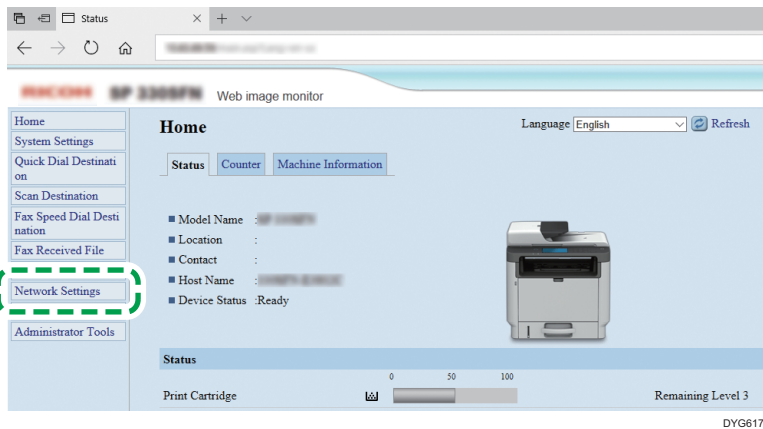 Status
Web image monitor
Home
System Settings
Quick Dial Destinati
on
Scan Destination
Fax Speed Dial Desti
nation
Fax Received File
Network Settings
Administrator Tools
Home
Language English Refresh
Status Counter Machine Information
Model Name :
Location :
Contact :
Host Name :
Device Status :Ready
Status
0 50 100
Print Cartridge Remaining Level 3
DYG617